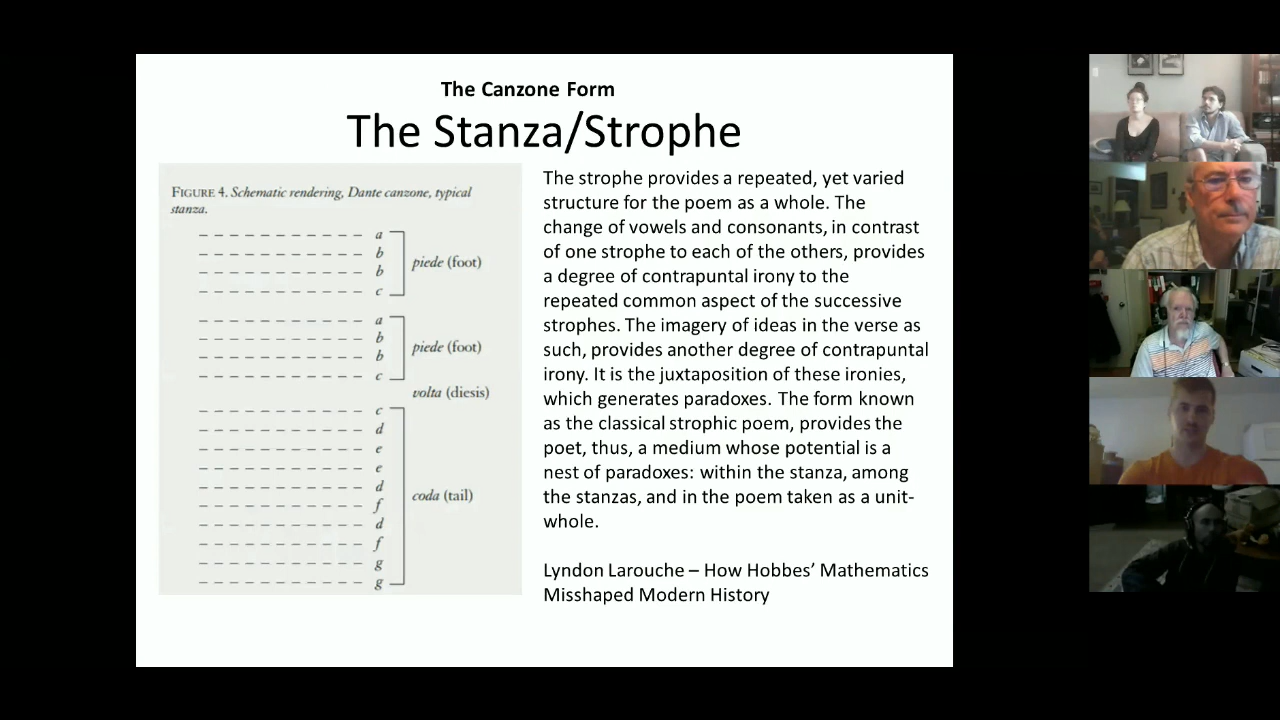 The Canzone Form
The Stanza/Strophe
FIGURE 4. Schematic rendering, Dante canzone, typical
stanza.
a
b
b
c
piede (foot)
a
b
b
c
piede (foot)
volta (diesis)
c
d
e
e
d
f
d
f
g
g
coda (tail)
The strophe provides a repeated, yet varied
structure for the poem as a whole. The
change of vowels and consonants, in contrast
of one strophe to each of the others, provides
a degree of contrapuntal irony to the
repeated common aspect of the successive
strophes. The imagery of ideas in the verse as
such, provides another degree of contrapuntal
irony. It is the juxtaposition of these ironies,
which generates paradoxes. The form known
as the classical strophic poem, provides the
poet, thus, a medium whose potential is a
nest of paradoxes: within the stanza, among
the stanzas, and in the poem taken as a unit-
whole.
Lyndon Larouche – How Hobbes’ Mathematics
Misshaped Modern History